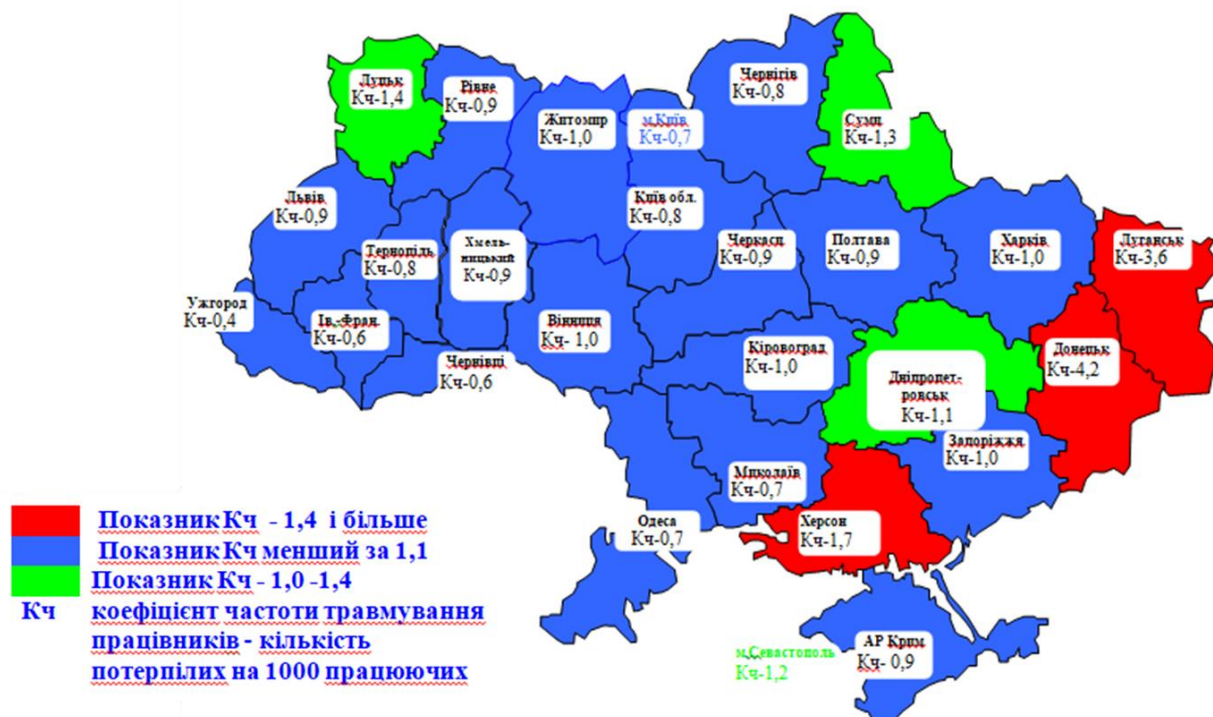 Луцьк
Кч-1,4
Рівне
Кч-0,9
Житомир
Кч-1,0
м.Київ
Кч-0,7
Чернігів
Кч-0,8
Суми
Кч-1,3
Львів
Кч-0,9
Тернопіль
Кч-0,8
Хмель-
ницький
Кч-0,9
Київ обл.
Кч-0,8
Черкаси
Кч-0,9
Полтава
Кч-0,9
Харків
Кч-1,0
Луганськ
Кч-3,6
Ужгород
Кч-0,4
Ів.-Фран.
Кч-0,6
Чернівці
Кч-0,6
Вінниця
Кч- 1,0
Кіровоград
Кч-1,0
Дніпропет-
ровськ
Кч-1,1
Донецьк
Кч-4,2
Запоріжжя
Кч-1,0
Миколаїв
Кч-0,7
Одеса
Кч-0,7
Херсон
Кч-1,7
АР Крим
Кч- 0,9
м.Севастополь
Кч-1,2
Показник Кч - 1,4 і більше
Показник Кч менший за 1,1
Показник Кч - 1,0 -1,4
Кч коефіцієнт частоти травмування
працівників - кількість
потерпілих на 1000 працюючих